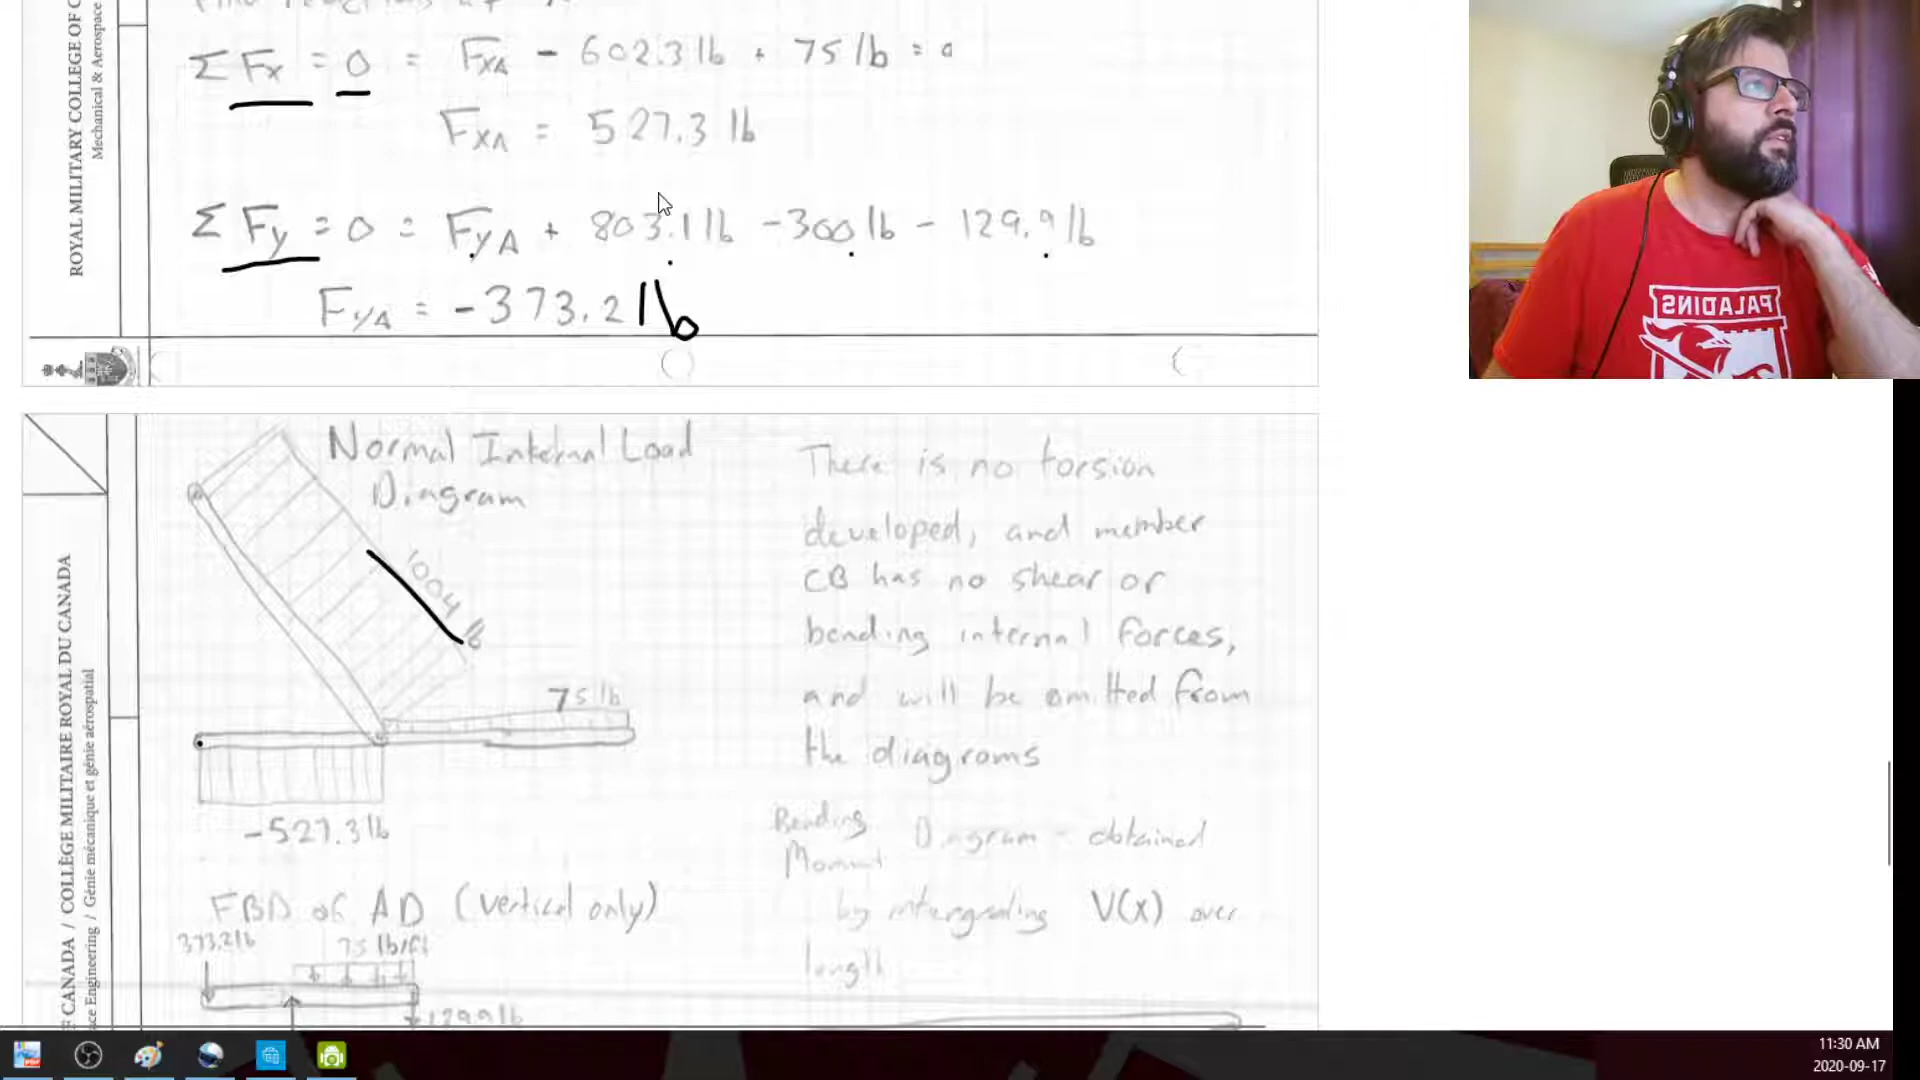 ΣFx = 0 = FxA - 602.3 lb + 75 lb = 0
FxA = 527.3 lb
ΣFy = 0 = FyA + 803.1 lb - 300 lb - 129.9 lb
FyA = -373.2 lb
ROYAL MILITARY COLLEGE OF C
Mechanical & Aerospace
Normal Internal Load
Diagram
1004 lb
75 lb
-527.3 lb
There is no torsion
developed, and member
CB has no shear or
bending internal forces,
and will be omitted from
the diagrams
Bending Moment Diagram - obtained
by intergrating V(x) over
length
FBD of AD (vertical only)
373.2 lb
75 lb/ft
129.9 lb
F CANADA / COLLÈGE MILITAIRE ROYAL DU CANADA
ace Engineering / Génie mécanique et génie aérospatial
PALADINS
11:30 AM
2020-09-17